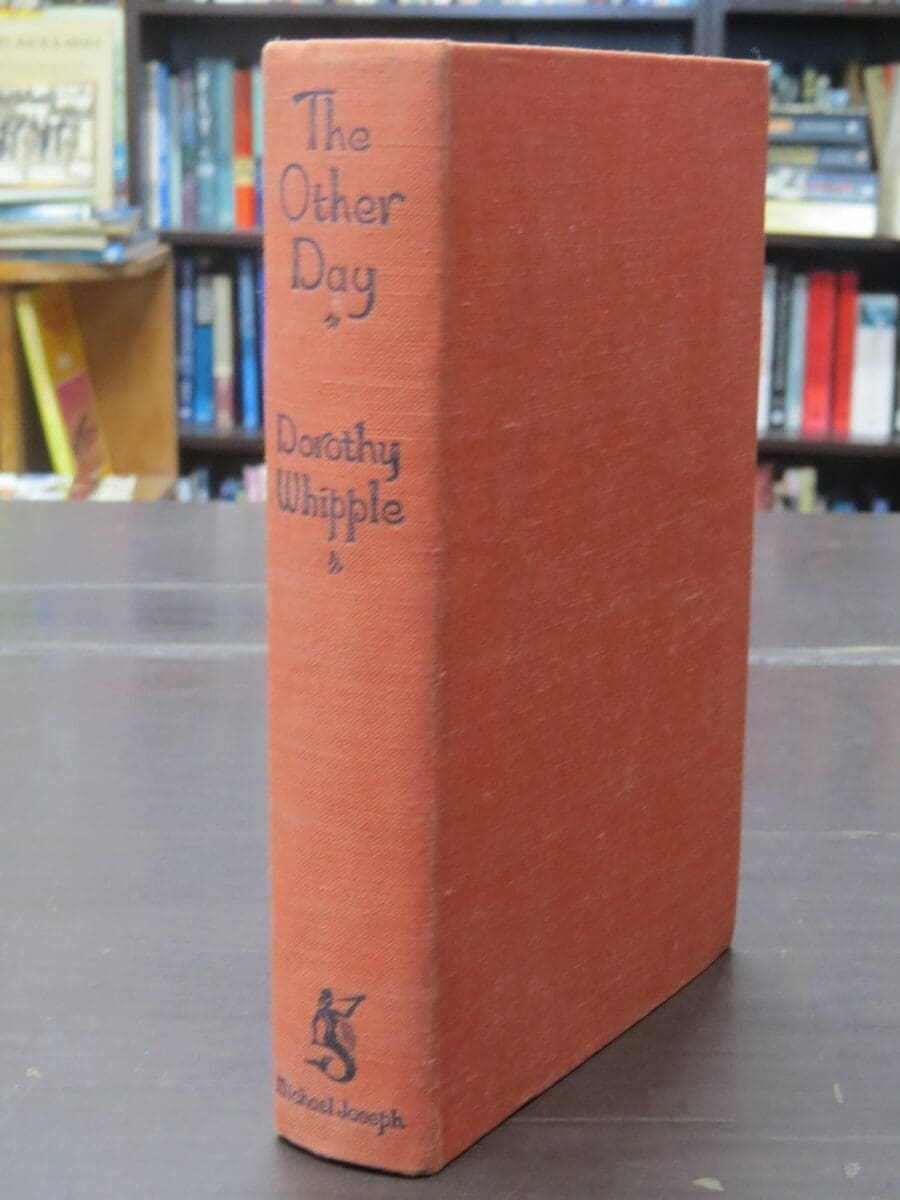 The
Other
Day
Dorothy
Whipple
Michael Joseph